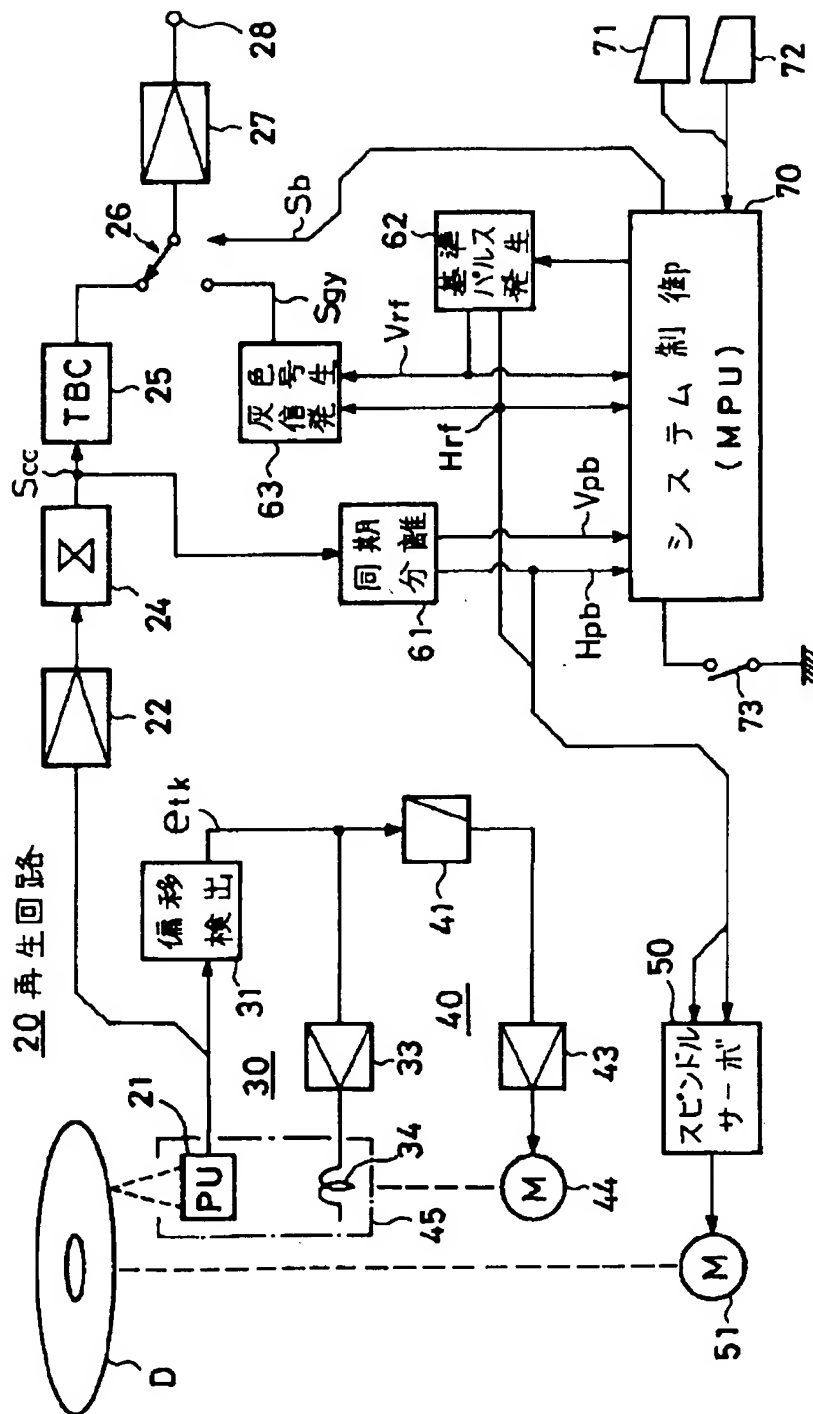 20 再生回路
D
PU
21
22
24
Scc
TBC
25
26
27
28
偏移
検出
31
etk
30
33
34
45
40
41
43
M
44
同期
分離
61
灰色
信号
発生
63
Sgy
基準
パルス
発生
62
Sb
Vrf
Hrf
Vpb
Hpb
システム制御
(MPU)
70
71
72
73
スピンドル
サーボ
50
M
51